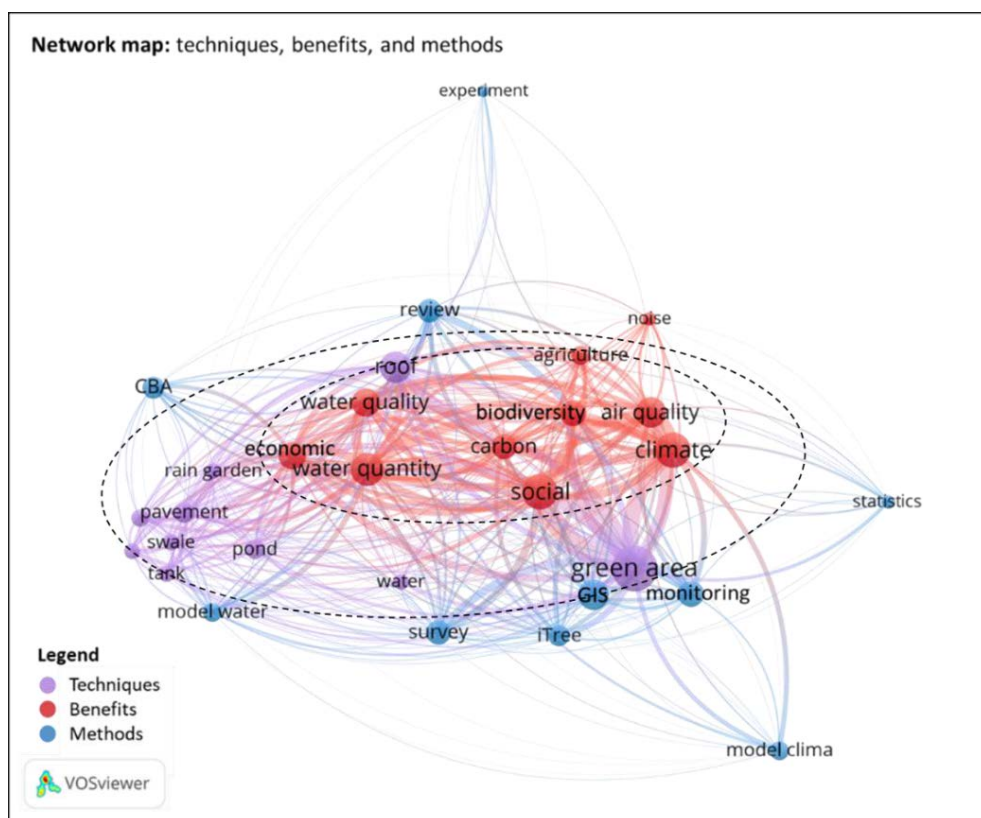 Network map: techniques, benefits, and methods
experiment
review
noise
agriculture
roof
CBA
water quality
biodiversity
air quality
economic
carbon
climate
rain garden
water quantity
social
statistics
pavement
swale
pond
tank
water
green area
GIS
monitoring
model water
survey
iTree
Legend
Techniques
Benefits
Methods
model clima
VOSviewer